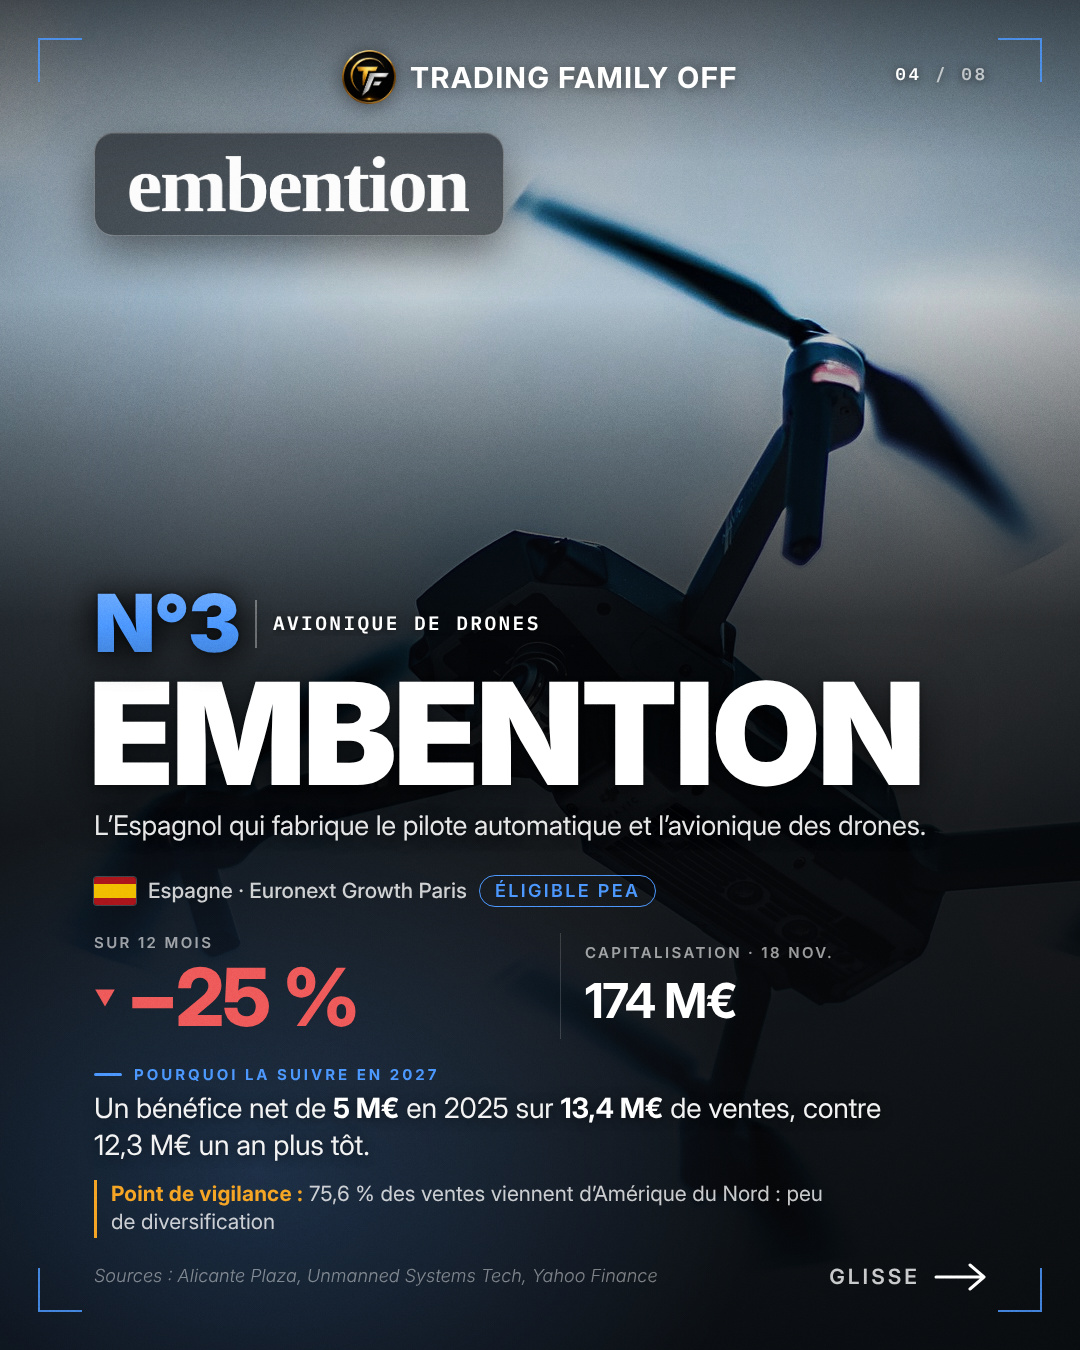 TRADING FAMILY OFF
04 / 08
embention
N°3
AVIONIQUE DE DRONES
EMBENTION
L’Espagnol qui fabrique le pilote automatique et l’avionique des drones.
Espagne · Euronext Growth Paris
ÉLIGIBLE PEA
SUR 12 MOIS
▼ –25 %
CAPITALISATION · 18 NOV.
174 M€
POURQUOI LA SUIVRE EN 2027
Un bénéfice net de 5 M€ en 2025 sur 13,4 M€ de ventes, contre
12,3 M€ un an plus tôt.
Point de vigilance : 75,6 % des ventes viennent d’Amérique du Nord : peu
de diversification
Sources : Alicante Plaza, Unmanned Systems Tech, Yahoo Finance
GLISSE →